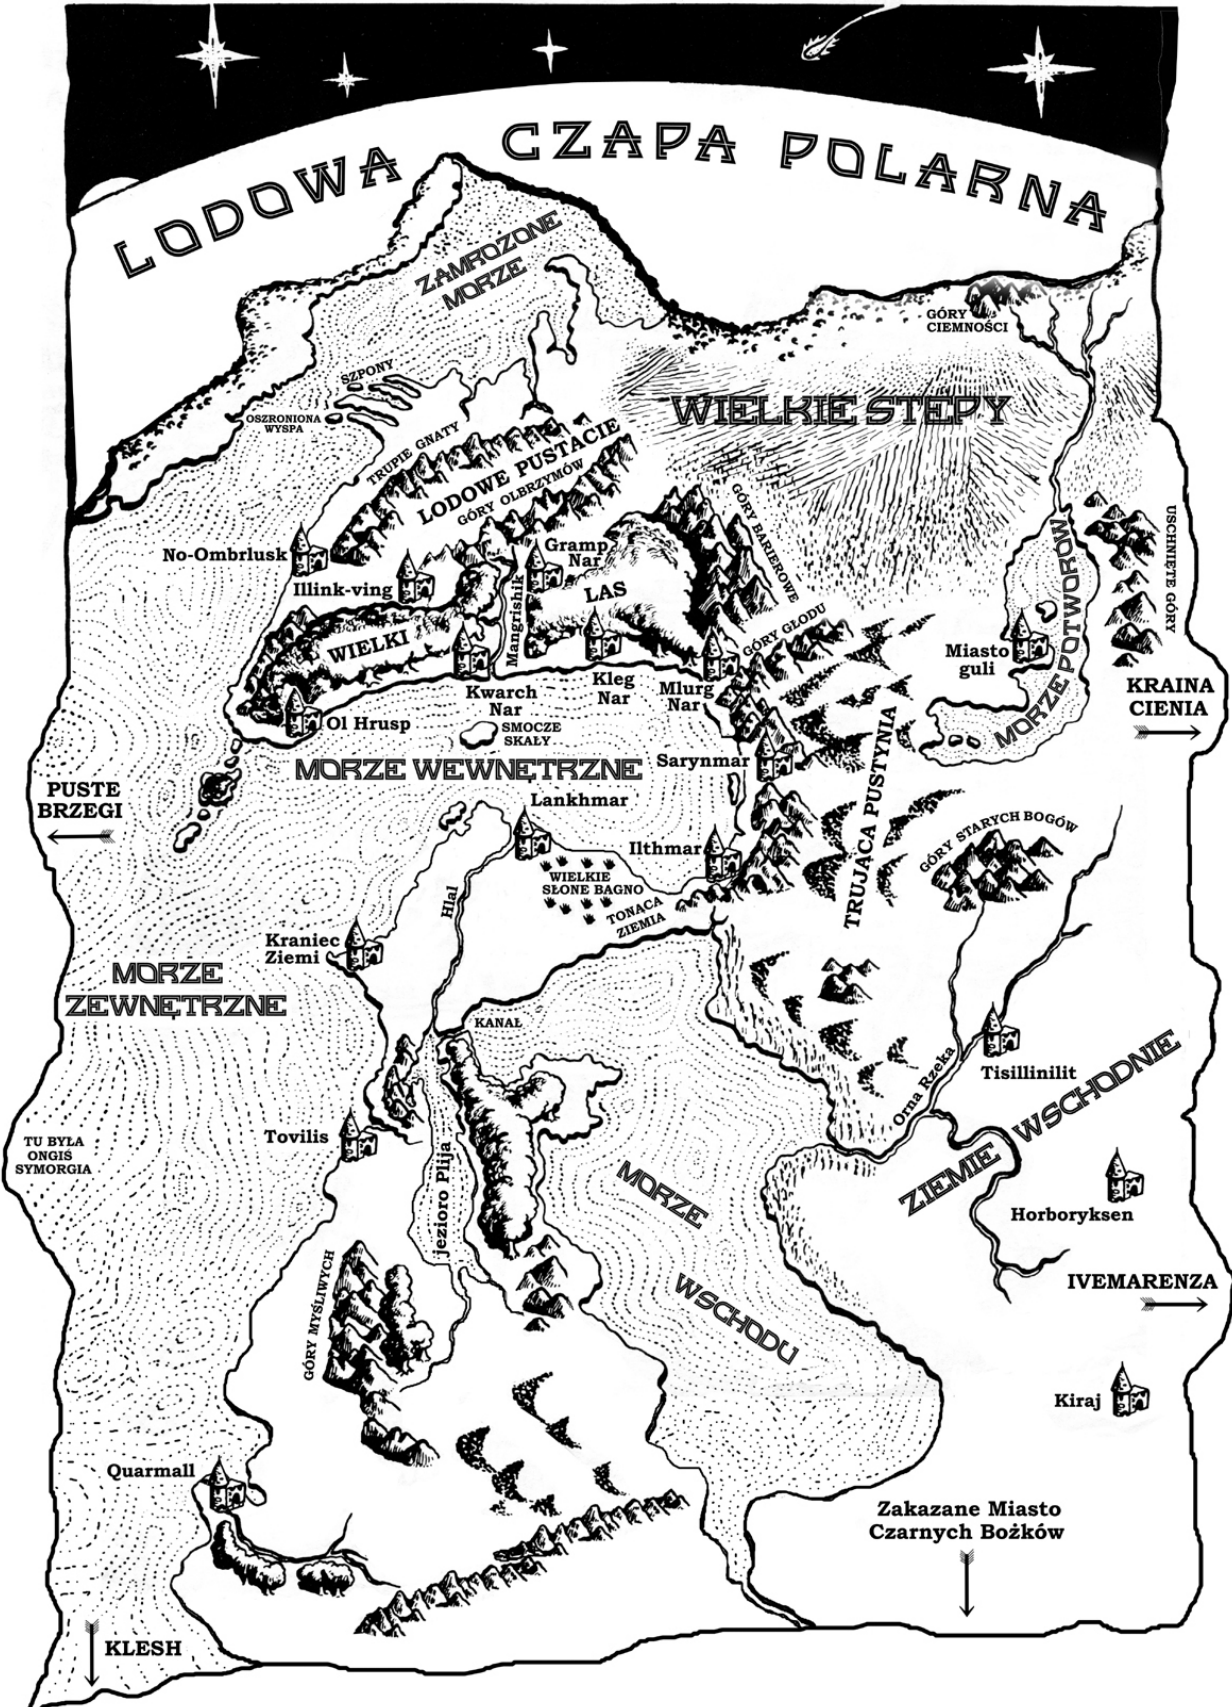 LODOWA CZAPA POLARNA
ZAMROŻONE
MORZE
GÓRY
CIEMNOŚCI
SZPONY
OSZRONIONA
WYSPA
WIELKIE STEPY
TRUPIE GNATY
LODOWE PUSTACIE
GÓRY OLBRZYMÓW
GÓRY BARIEROWE
USCHNIĘTE GÓRY
No-Ombrlusk
Gramp
Nar
Illink-ving
LAS
Mangrishik
WIELKI
GÓRY GŁODU
MORZE POTWORÓW
Miasto
guli
Kwarch
Nar
Kleg
Nar
Mlurg
Nar
KRAINA
CIENIA
Ol Hrusp
SMOCZE
SKAŁY
MORZE WEWNĘTRZNE
Sarynmar
TRUJĄCA PUSTYNIA
PUSTE
BRZEGI
Lankhmar
Ilthmar
GÓRY STARYCH BOGÓW
WIELKIE
SŁONE BAGNO
Hlal
TONĄCA
ZIEMIA
Kraniec
Ziemi
MORZE
ZEWNĘTRZNE
KANAŁ
Tisillinilit
Orna Rzeka
ZIEMIE WSCHODNIE
TU BYŁA
ONGIŚ
SYMORGIA
Tovilis
jezioro Plija
MORZE
WSCHODU
Horboryksen
IVEMARENZA
GÓRY MYŚLIWYCH
Kiraj
Quarmall
Zakazane Miasto
Czarnych Bożków
KLESH